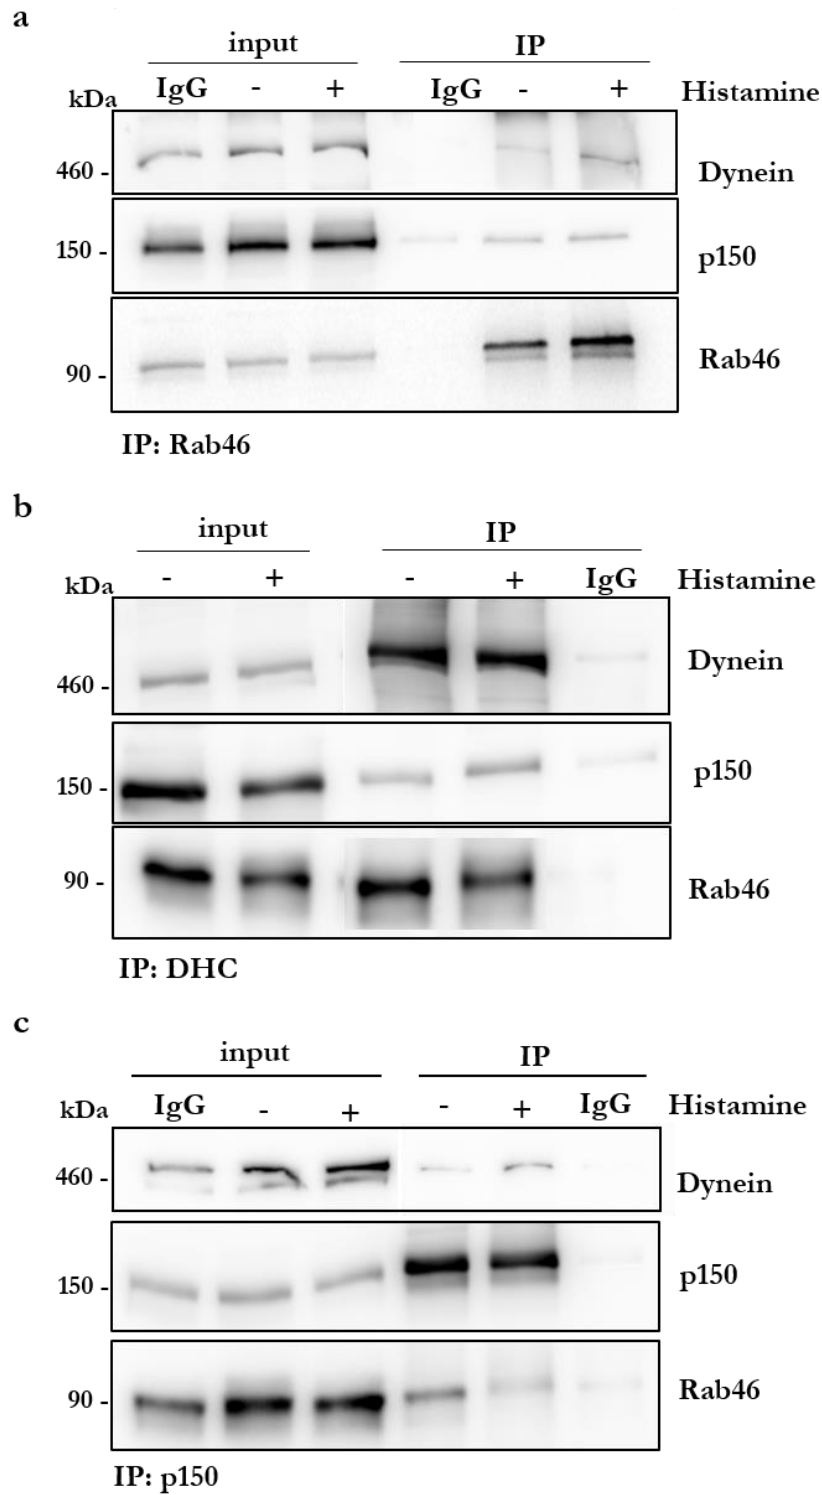 a
input IP
kDa IgG - + IgG - + Histamine
460 - Dynein
150 - p150
90 - Rab46
IP: Rab46
b
input IP
kDa - + - + IgG Histamine
460 - Dynein
150 - p150
90 - Rab46
IP: DHC
c
input IP
kDa IgG - + - + IgG Histamine
460 - Dynein
150 - p150
90 - Rab46
IP: p150